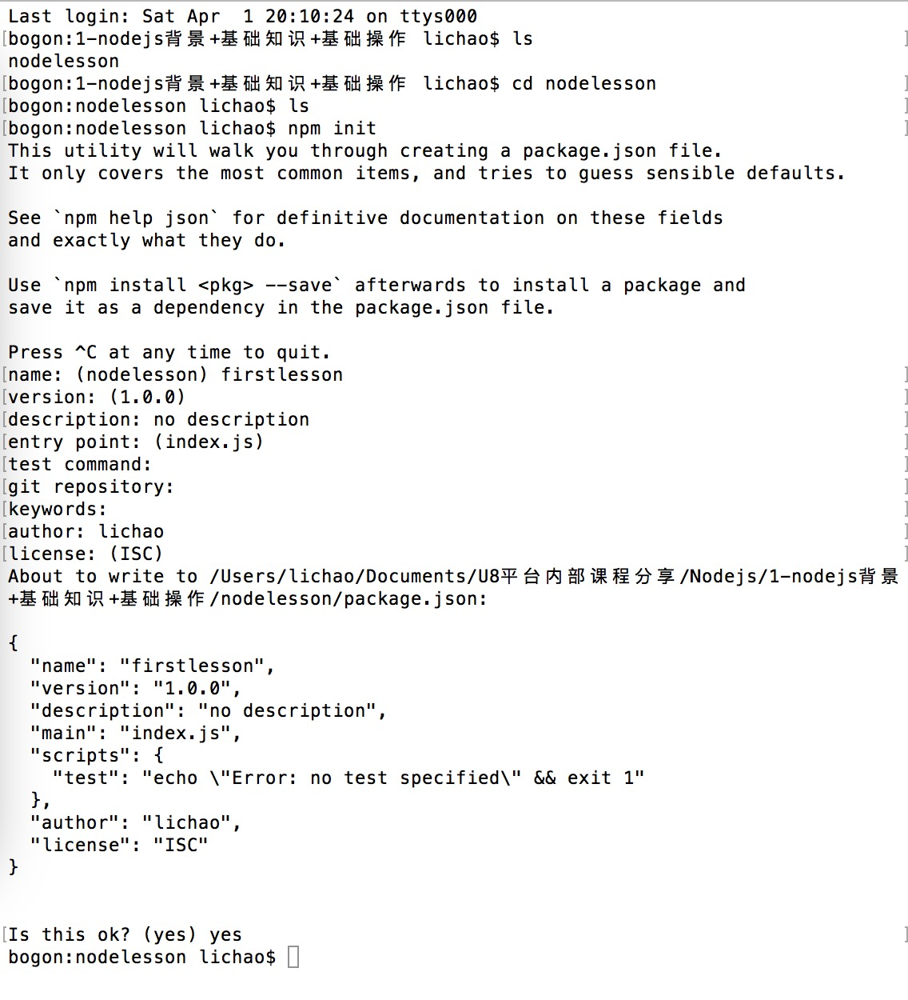 Last login: Sat Apr  1 20:10:24 on ttys000
[bogon:1-nodejs背景+基础知识+基础操作 lichao$ ls ]
nodelesson
[bogon:1-nodejs背景+基础知识+基础操作 lichao$ cd nodelesson ]
[bogon:nodelesson lichao$ ls ]
[bogon:nodelesson lichao$ npm init ]
This utility will walk you through creating a package.json file.
It only covers the most common items, and tries to guess sensible defaults.

See `npm help json` for definitive documentation on these fields
and exactly what they do.

Use `npm install <pkg> --save` afterwards to install a package and
save it as a dependency in the package.json file.

Press ^C at any time to quit.
[name: (nodelesson) firstlesson ]
[version: (1.0.0) ]
[description: no description ]
[entry point: (index.js) ]
[test command: ]
[git repository: ]
[keywords: ]
[author: lichao ]
[license: (ISC) ]
About to write to /Users/lichao/Documents/U8平台内部课程分享/Nodejs/1-nodejs背景
+基础知识+基础操作/nodelesson/package.json:

{
  "name": "firstlesson",
  "version": "1.0.0",
  "description": "no description",
  "main": "index.js",
  "scripts": {
    "test": "echo \"Error: no test specified\" && exit 1"
  },
  "author": "lichao",
  "license": "ISC"
}

[Is this ok? (yes) yes ]
bogon:nodelesson lichao$